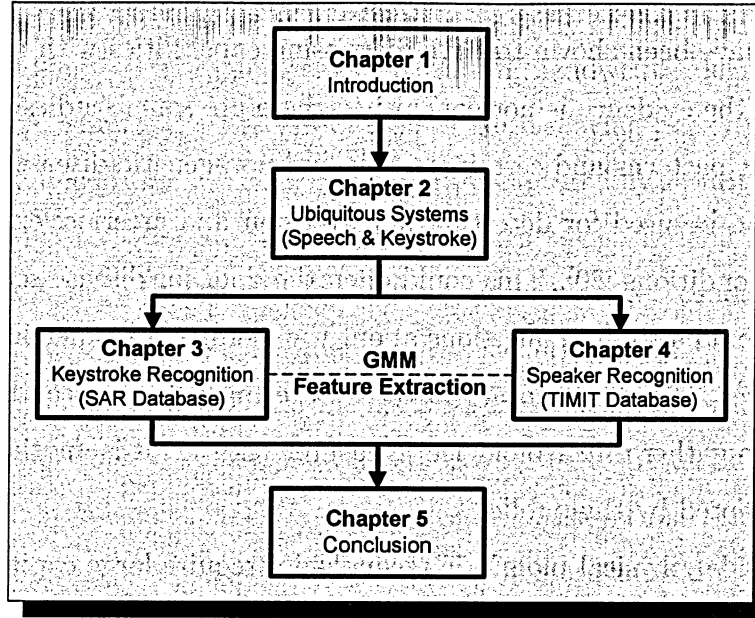 Chapter 1
Introduction
Chapter 2
Ubiquitous Systems
(Speech & Keystroke)
Chapter 3
Keystroke Recognition
(SAR Database)
GMM
Feature Extraction
Chapter 4
Speaker Recognition
(TIMIT Database)
Chapter 5
Conclusion